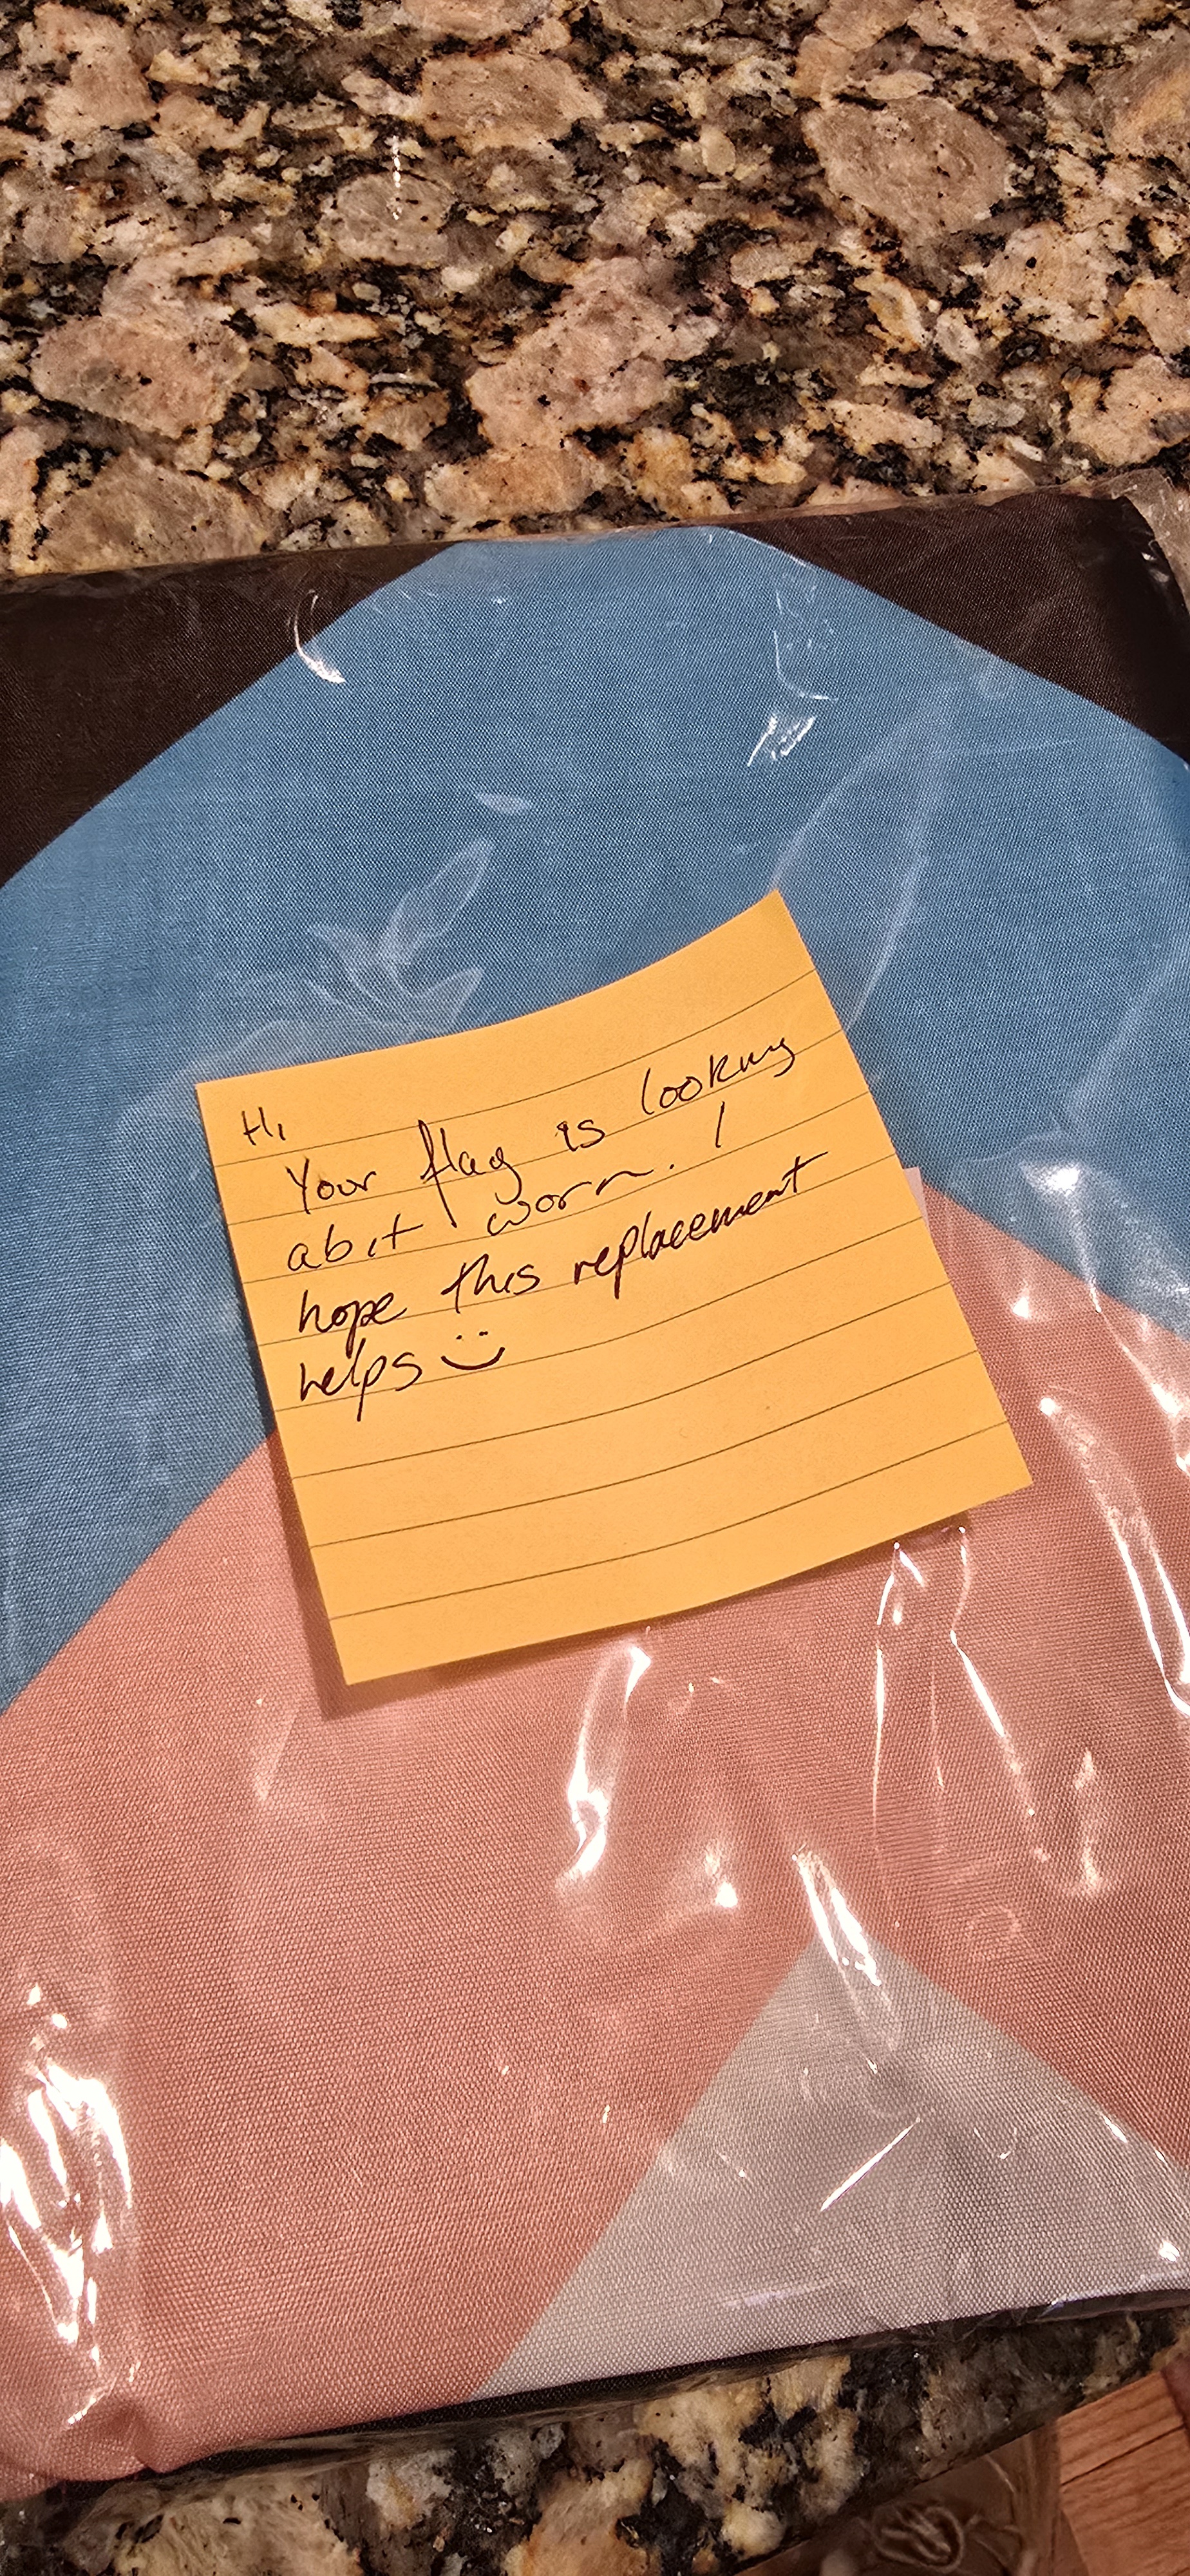 Hi
Your flag is looking
abit worn. I
hope this replacement
helps :)